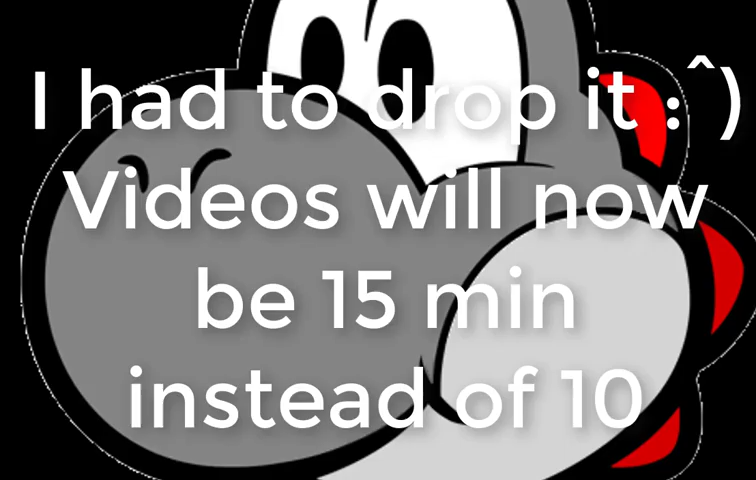 I had to drop it :^)
Videos will now
be 15 min
instead of 10